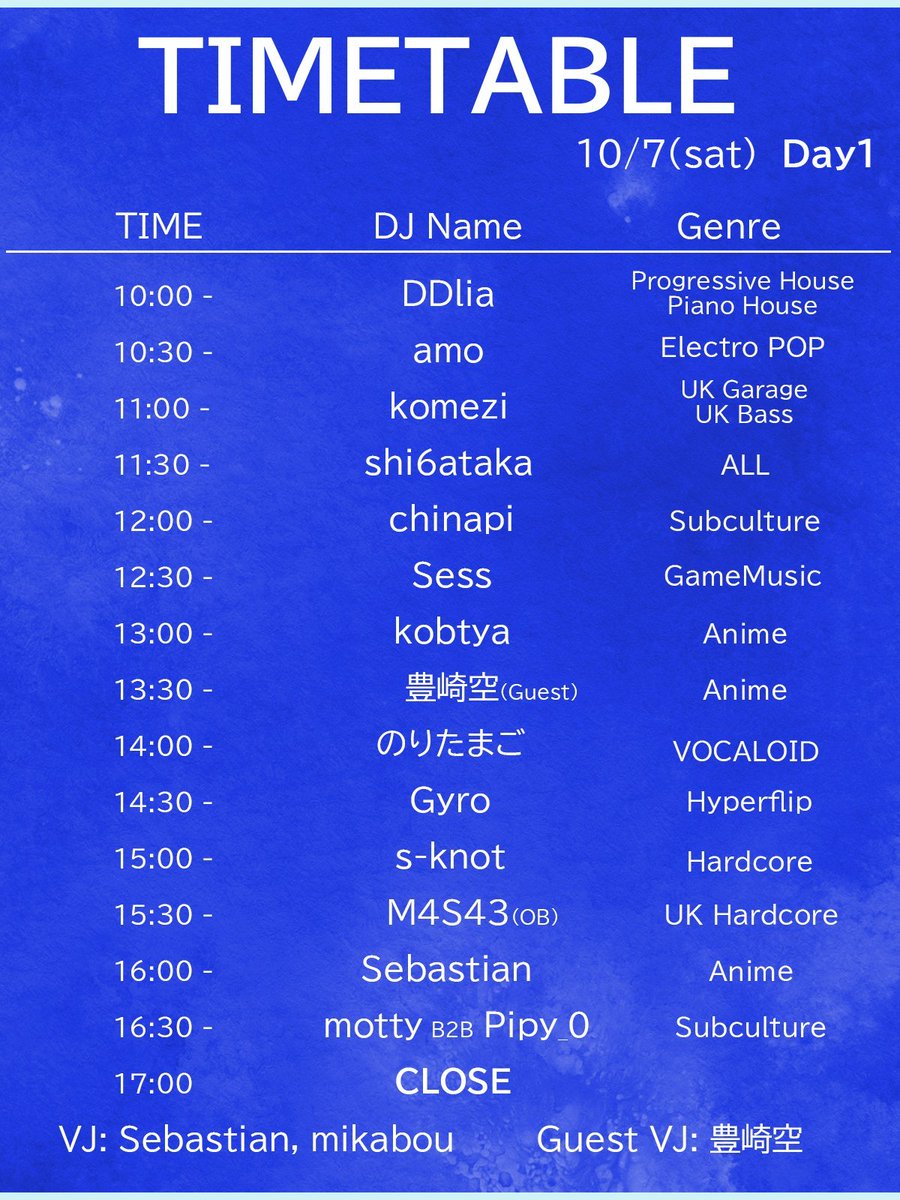 TIMETABLE
10/7(sat) Day1
TIME DJ Name Genre
10:00 - DDlia Progressive House
Piano House
10:30 - amo Electro POP
11:00 - komezi UK Garage
UK Bass
11:30 - shi6ataka ALL
12:00 - chinapi Subculture
12:30 - Sess GameMusic
13:00 - kobtya Anime
13:30 - 豊崎空(Guest) Anime
14:00 - のりたまご VOCALOID
14:30 - Gyro Hyperflip
15:00 - s-knot Hardcore
15:30 - M4S43(OB) UK Hardcore
16:00 - Sebastian Anime
16:30 - motty B2B Pipy_0 Subculture
17:00 CLOSE
VJ: Sebastian, mikabou Guest VJ: 豊崎空